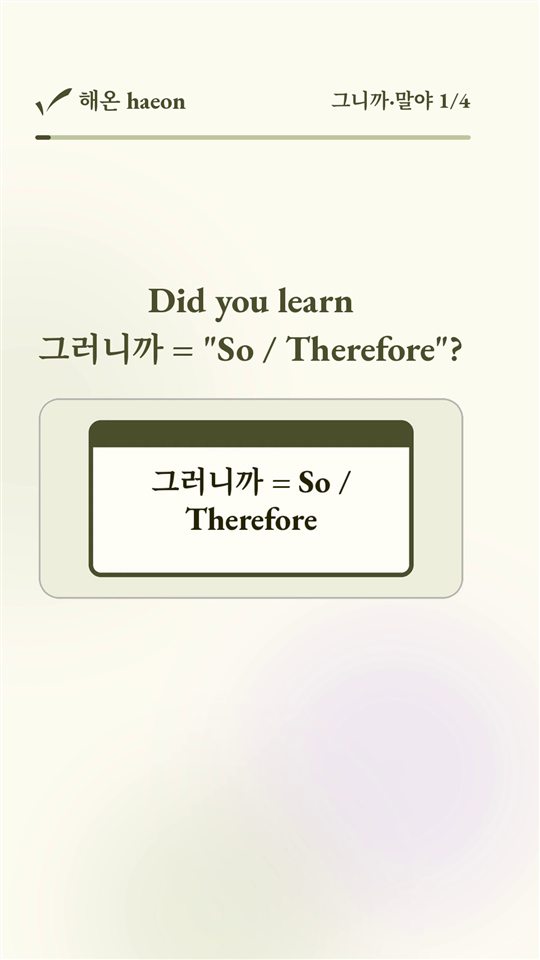 해온 haeon
그니까·말야 1/4
Did you learn
그러니까 = "So / Therefore"?
그러니까 = So /
Therefore